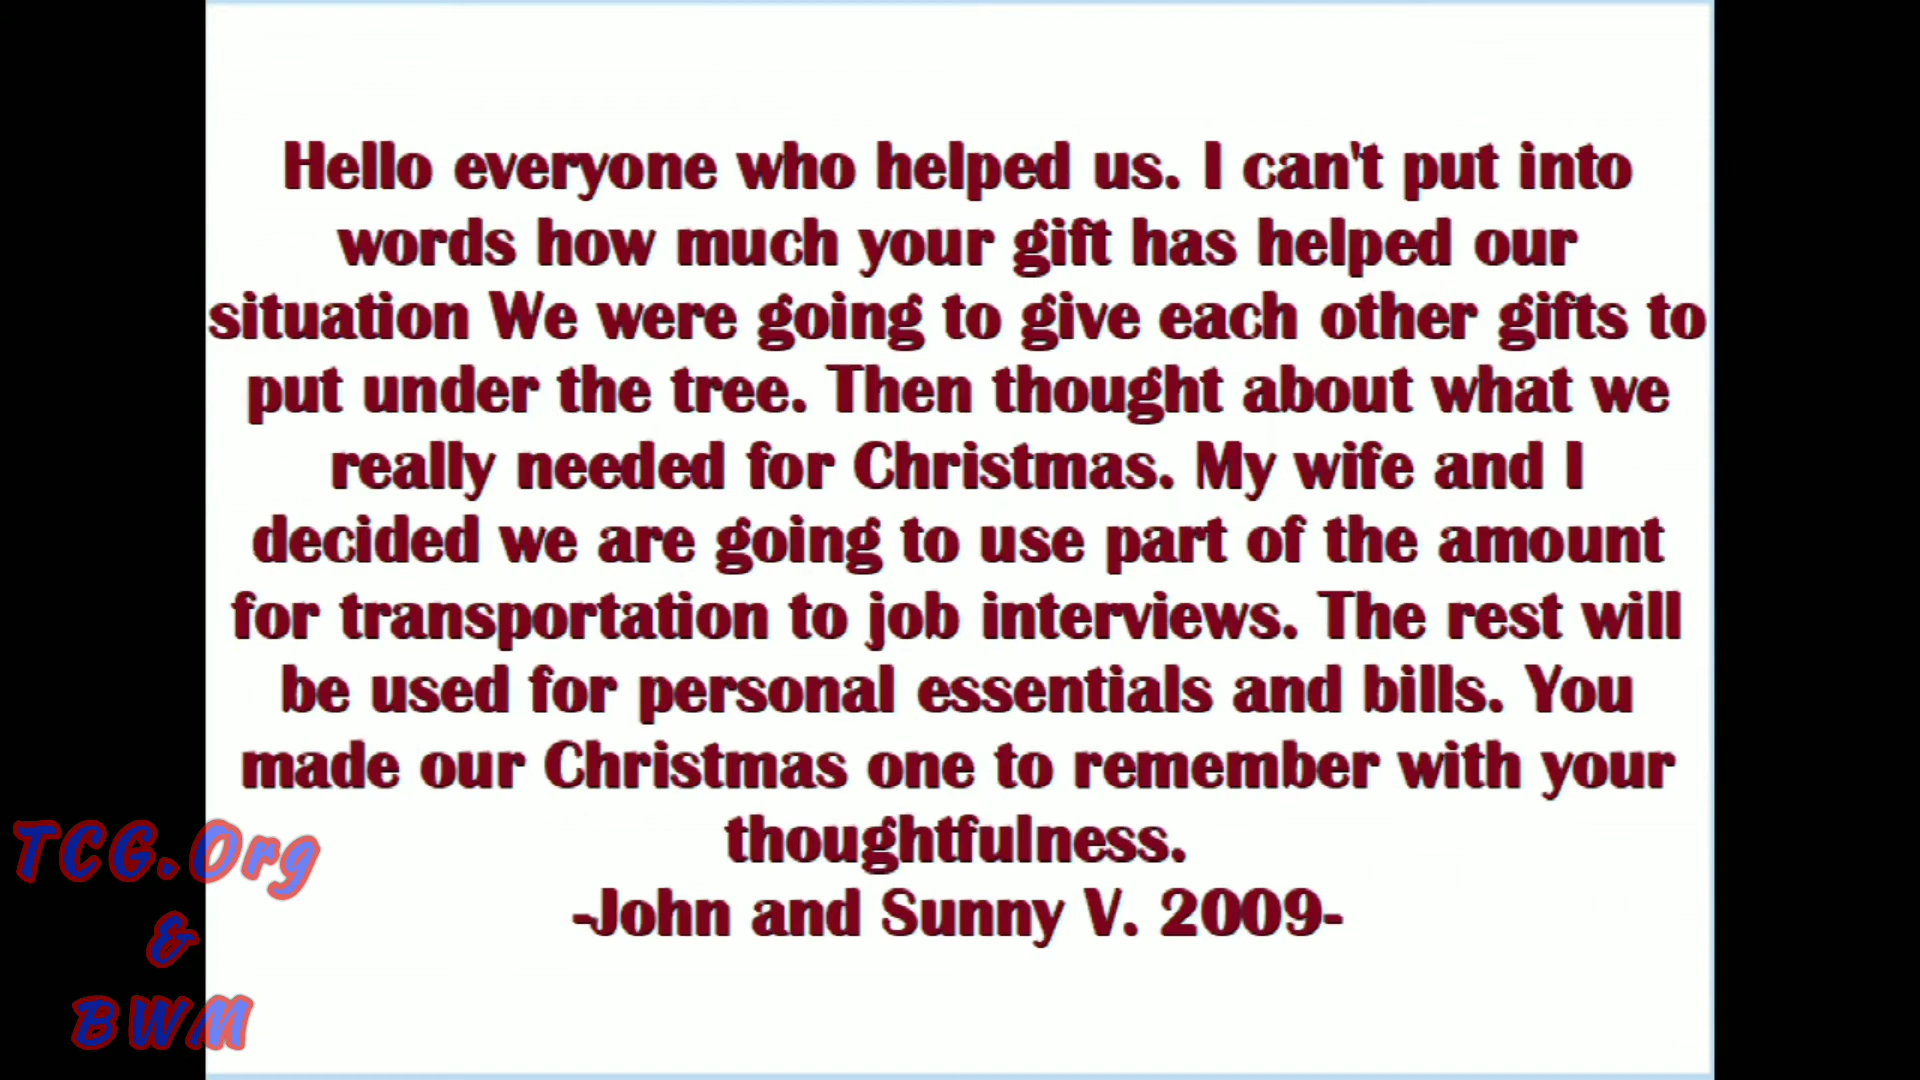 Hello everyone who helped us. I can't put into
words how much your gift has helped our
situation We were going to give each other gifts to
put under the tree. Then thought about what we
really needed for Christmas. My wife and I
decided we are going to use part of the amount
for transportation to job interviews. The rest will
be used for personal essentials and bills. You
made our Christmas one to remember with your
thoughtfulness.
-John and Sunny V. 2009-
TCG.Org
&
BWM